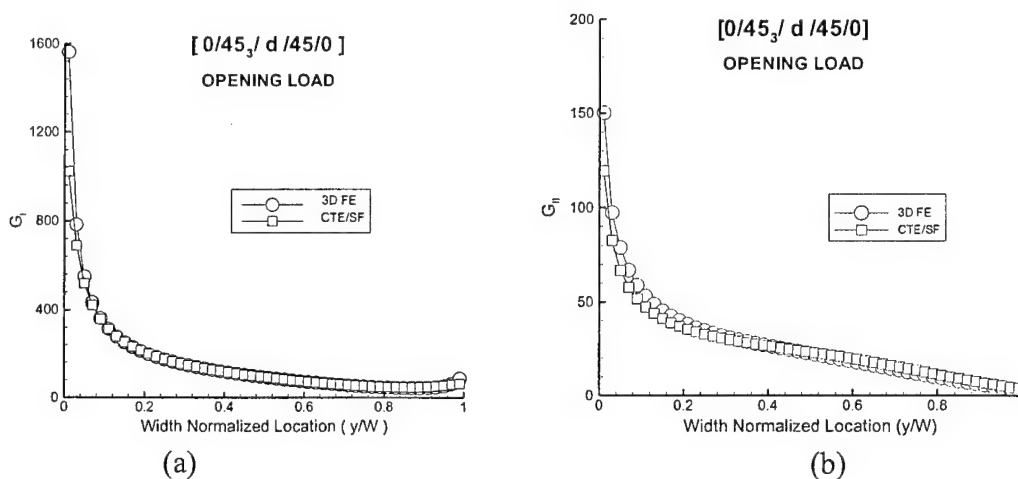 [ 0/45₃/ d /45/0 ]
OPENING LOAD
1600
1200
800
400
0
G_I
3D FE
CTE/SF
0 0.2 0.4 0.6 0.8 1
Width Normalized Location ( y/W )
(a)
[0/45₃/ d /45/0]
OPENING LOAD
200
150
100
50
0
G_II
3D FE
CTE/SF
0 0.2 0.4 0.6 0.8
Width Normalized Location (y/W)
(b)